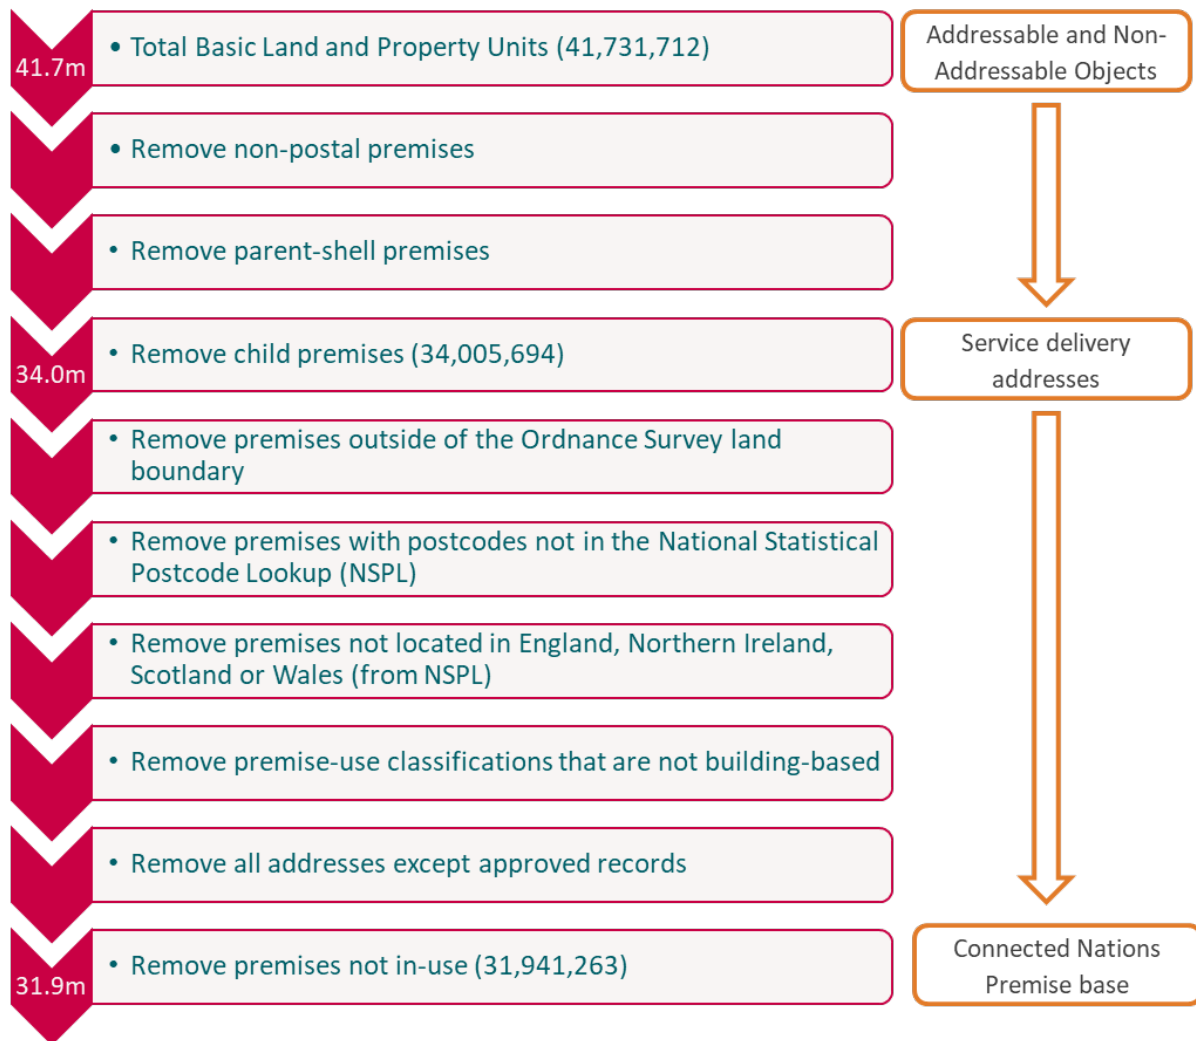 41.7m
• Total Basic Land and Property Units (41,731,712)
Addressable and Non-
Addressable Objects
• Remove non-postal premises
• Remove parent-shell premises
34.0m
• Remove child premises (34,005,694)
Service delivery
addresses
• Remove premises outside of the Ordnance Survey land
boundary
• Remove premises with postcodes not in the National Statistical
Postcode Lookup (NSPL)
• Remove premises not located in England, Northern Ireland,
Scotland or Wales (from NSPL)
• Remove premise-use classifications that are not building-based
• Remove all addresses except approved records
31.9m
• Remove premises not in-use (31,941,263)
Connected Nations
Premise base